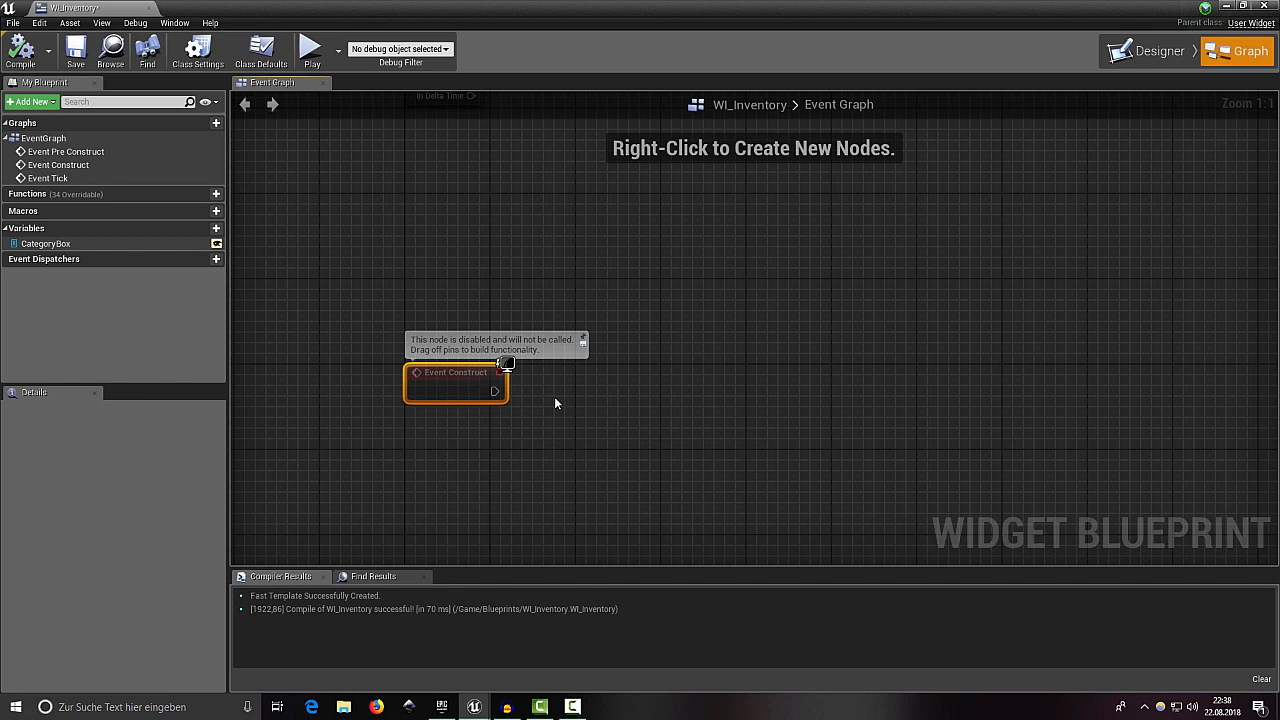 WI_Inventory*
File Edit Asset View Debug Window Help
Parent class: User Widget
Compile Save Browse Find Class Settings Class Defaults Play
No debug object selected
Debug Filter
Designer Graph
My Blueprint
+Add New Search
Graphs
EventGraph
Event Pre Construct
Event Construct
Event Tick
Functions (34 Overridable)
Macros
Variables
CategoryBox
Event Dispatchers
Details
Event Graph
In Delta Time
WI_Inventory > Event Graph
Zoom 1:1
Right-Click to Create New Nodes.
This node is disabled and will not be called.
Drag off pins to build functionality.
Event Construct
WIDGET BLUEPRINT
Compiler Results Find Results
Fast Template Successfully Created.
[1922,86] Compile of WI_Inventory successful! [in 70 ms] (/Game/Blueprints/WI_Inventory.WI_Inventory)
Clear
Zur Suche Text hier eingeben
EPIC
22:38
22.08.2018